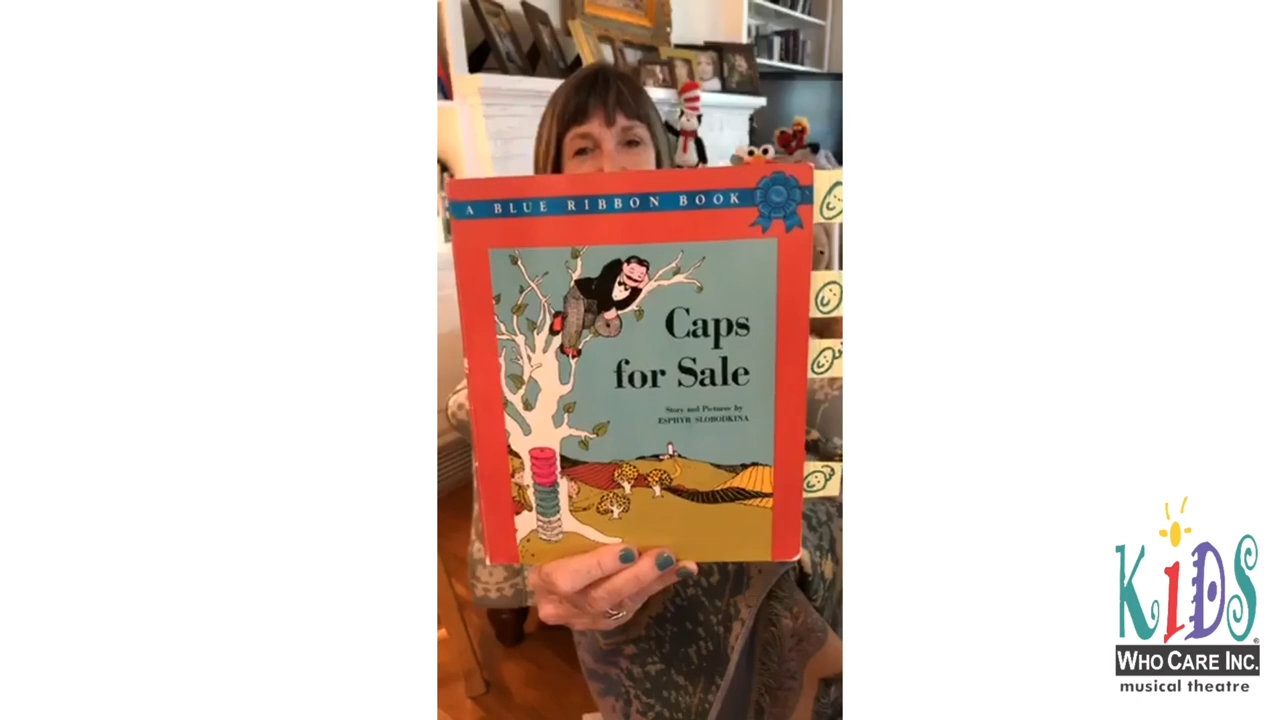 A BLUE RIBBON BOOK
Caps
for Sale
Story and Pictures by
ESPHYR SLOBODKINA
KiDS
WHO CARE INC.
musical theatre